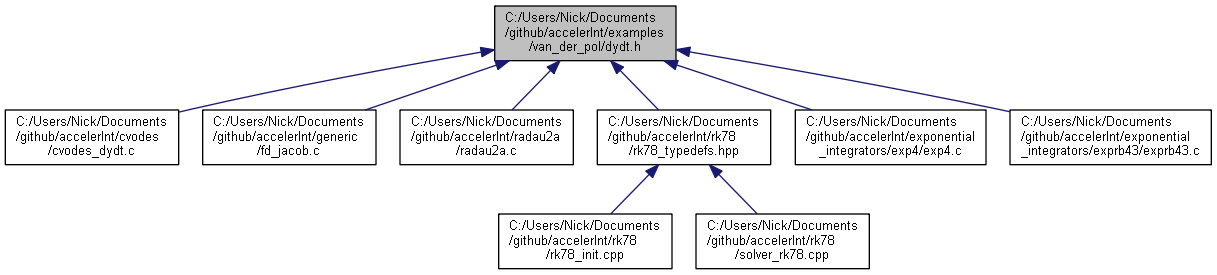 C:/Users/Nick/Documents
/github/accelerInt/examples
/van_der_pol/dydt.h
C:/Users/Nick/Documents
/github/accelerInt/cvodes
/cvodes_dydt.c
C:/Users/Nick/Documents
/github/accelerInt/generic
/fd_jacob.c
C:/Users/Nick/Documents
/github/accelerInt/radau2a
/radau2a.c
C:/Users/Nick/Documents
/github/accelerInt/rk78
/rk78_typedefs.hpp
C:/Users/Nick/Documents
/github/accelerInt/exponential
_integrators/exp4/exp4.c
C:/Users/Nick/Documents
/github/accelerInt/exponential
_integrators/exprb43/exprb43.c
C:/Users/Nick/Documents
/github/accelerInt/rk78
/rk78_init.cpp
C:/Users/Nick/Documents
/github/accelerInt/rk78
/solver_rk78.cpp